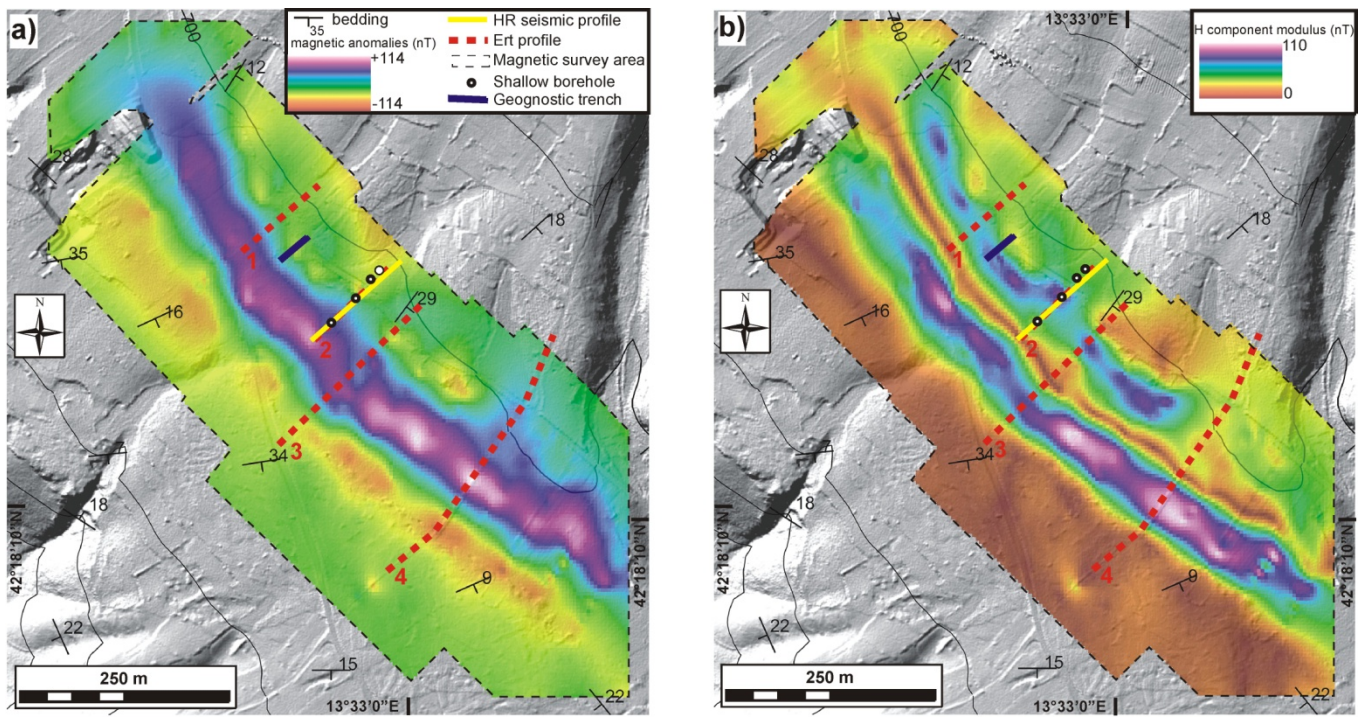 a)
700
bedding
35
magnetic anomalies (nT)
+114
-114
HR seismic profile
Ert profile
Magnetic survey area
Shallow borehole
Geognostic trench
12
28
18
35
1
16
29
N
2
3
34
18
4
9
22
15
22
42°18'10"N
250 m
13°33'0"E
b)
700
13°33'0"E
H component modulus (nT)
110
0
12
28
18
35
1
16
29
N
2
3
34
18
4
9
22
15
22
42°18'10"N
250 m
13°33'0"E